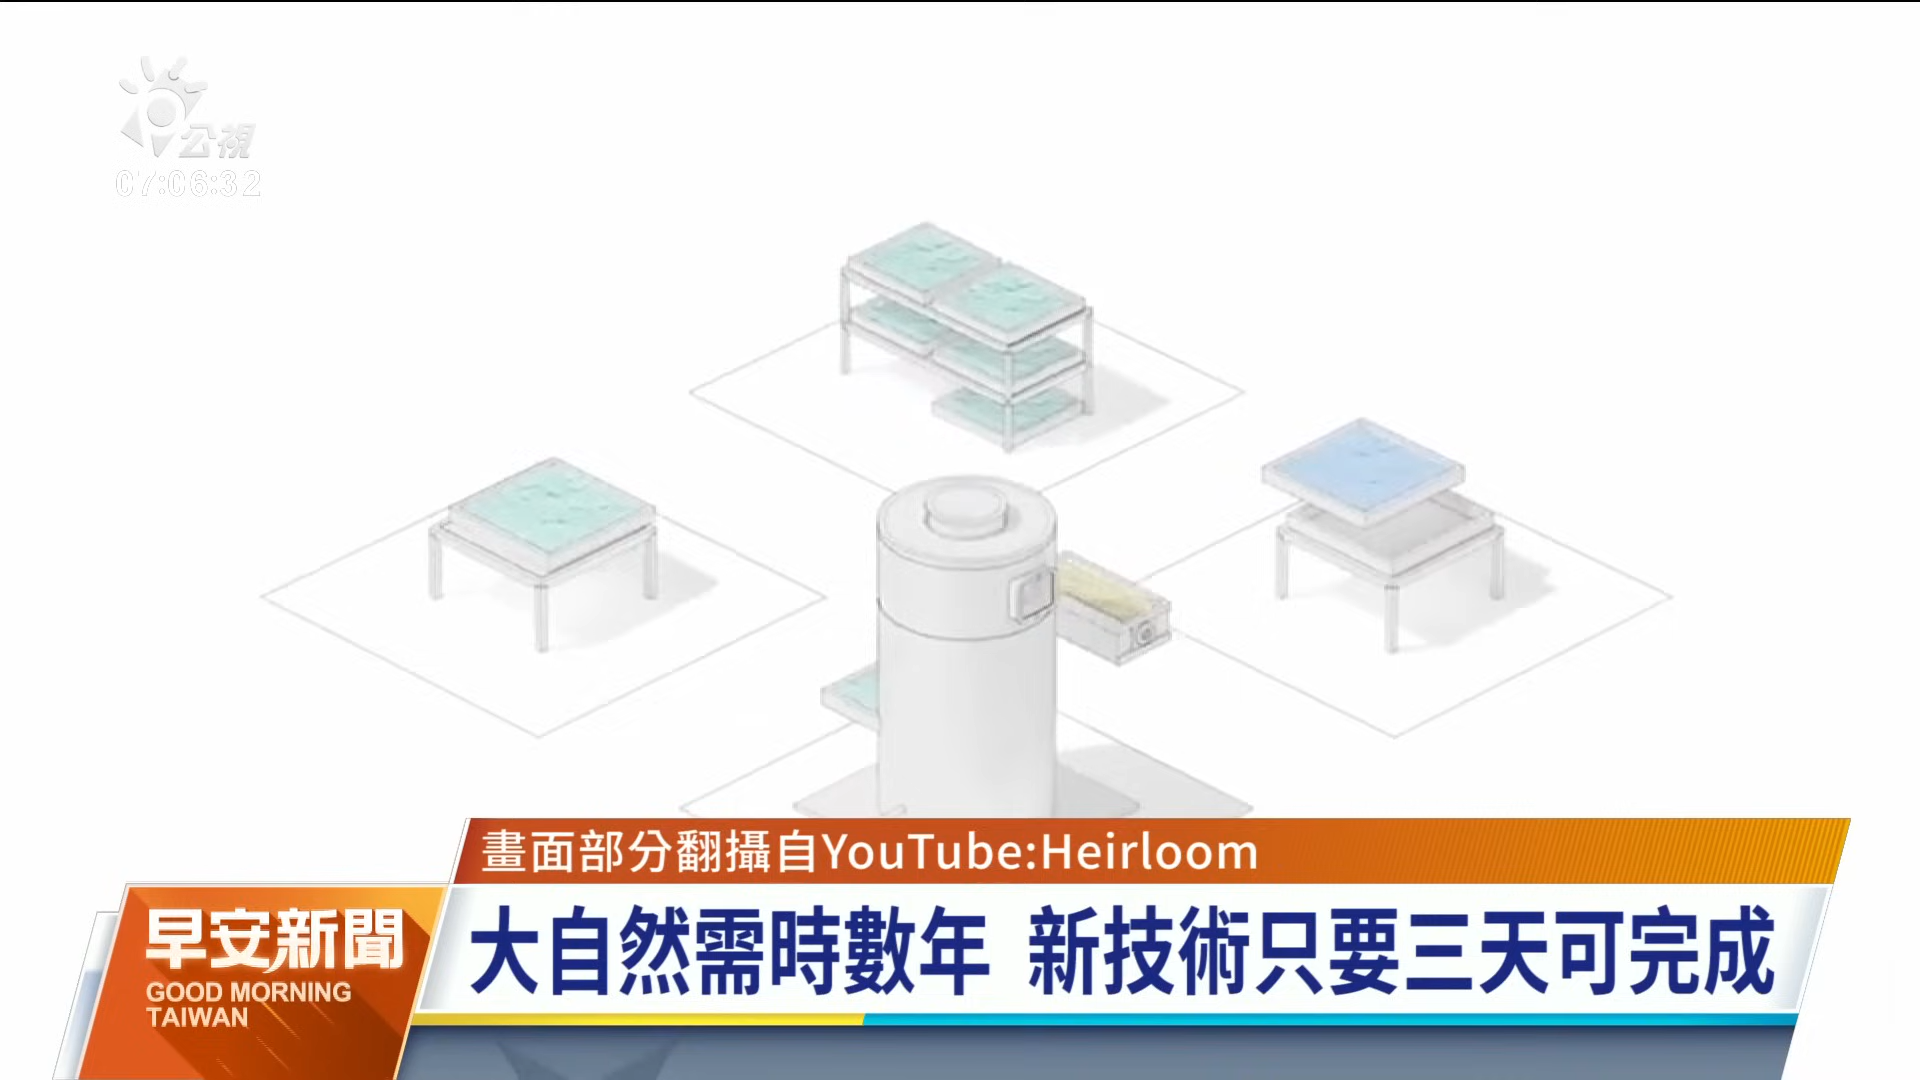 公視
07:06:32
畫面部分翻攝自YouTube:Heirloom
大自然需時數年 新技術只要三天可完成
早安新聞
GOOD MORNING
TAIWAN